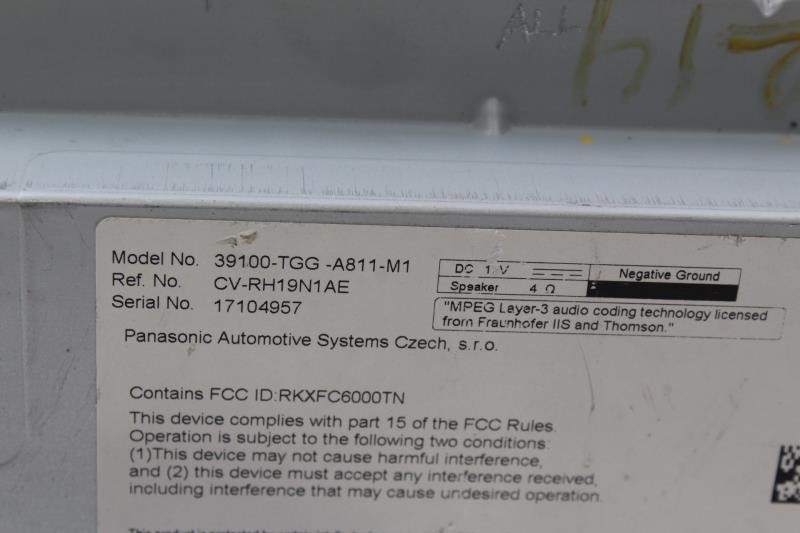 ALL
Model No. 39100-TGG -A811-M1
Ref. No. CV-RH19N1AE
Serial No. 17104957
DC 1 V Negative Ground
Speaker 4 Ω
"MPEG Layer-3 audio coding technology licensed
from Fraunhofer IIS and Thomson."
Panasonic Automotive Systems Czech, s.r.o.
Contains FCC ID:RKXFC6000TN
This device complies with part 15 of the FCC Rules.
Operation is subject to the following two conditions:
(1)This device may not cause harmful interference,
and (2) this device must accept any interference received,
including interference that may cause undesired operation.